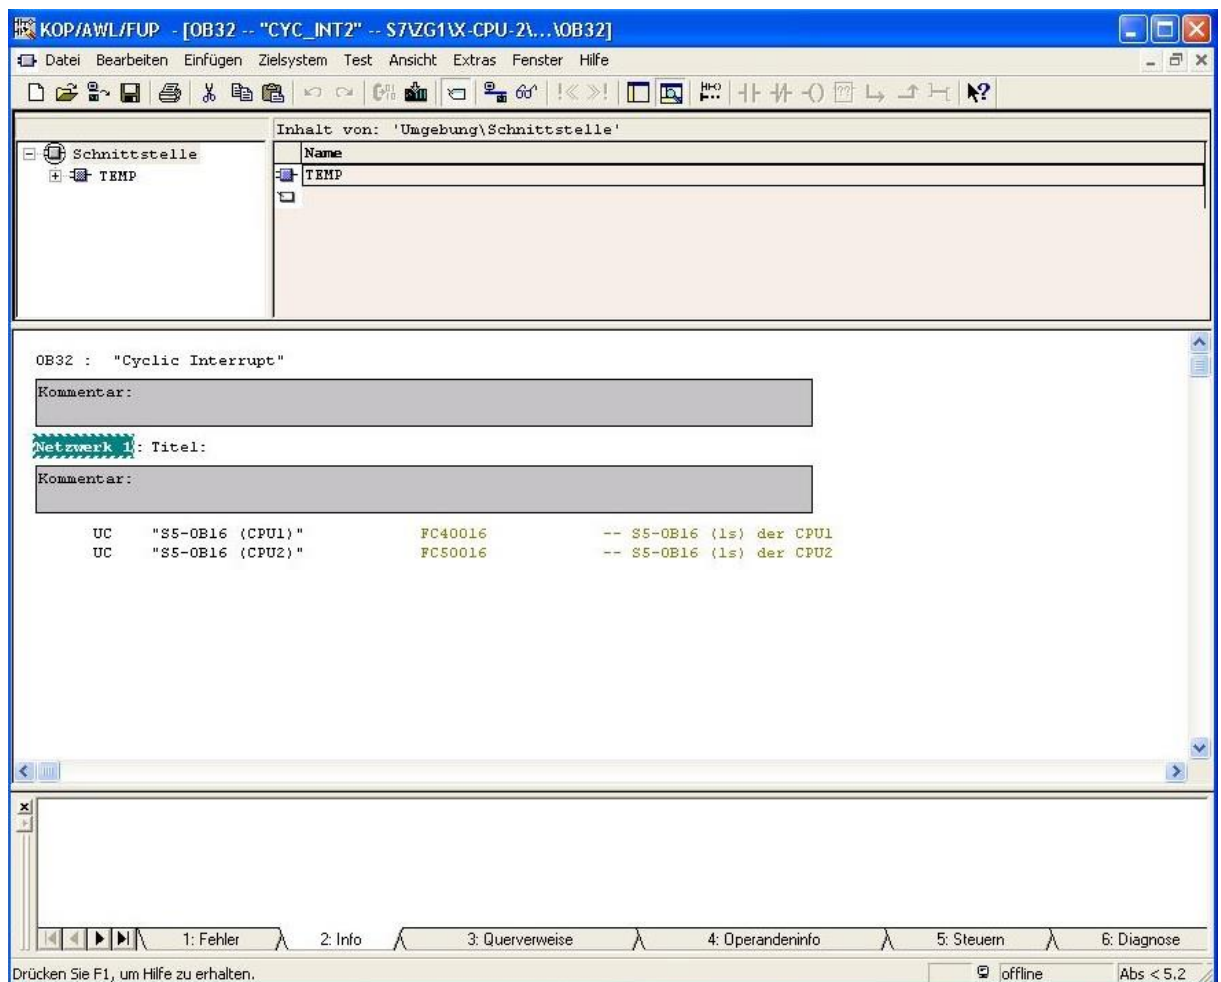 KOP/AWL/FUP - [OB32 -- "CYC_INT2" -- S7\ZG1\X-CPU-2\...\OB32]
Datei Bearbeiten Einfügen Zielsystem Test Ansicht Extras Fenster Hilfe
Inhalt von: 'Umgebung\Schnittstelle'
Schnittstelle
Name
TEMP
TEMP
OB32 : "Cyclic Interrupt"
Kommentar:
Netzwerk 1: Titel:
Kommentar:
UC "S5-OB16 (CPU1)" FC40016 -- S5-OB16 (1s) der CPU1
UC "S5-OB16 (CPU2)" FC50016 -- S5-OB16 (1s) der CPU2
1: Fehler 2: Info 3: Querverweise 4: Operandeninfo 5: Steuern 6: Diagnose
Drücken Sie F1, um Hilfe zu erhalten. offline Abs < 5.2